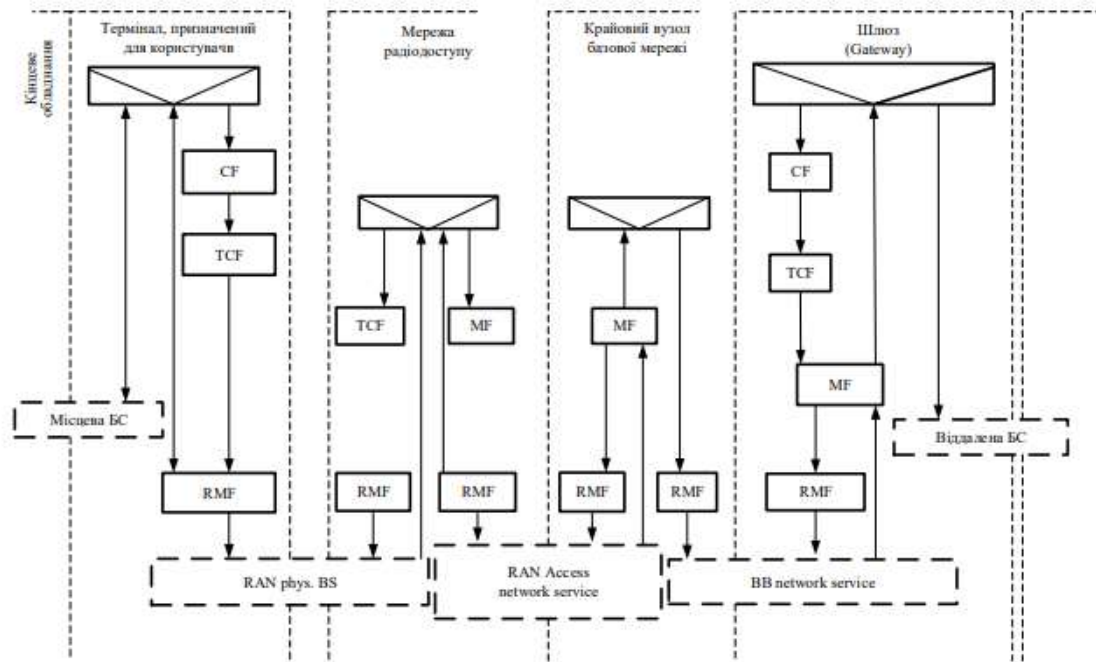 Кінцеве
обладнання
Термінал, призначений
для користувачв
Мережа
радіодоступу
Крайовий вузол
базової мережі
Шлюз
(Gateway)
CF
CF
TCF
TCF
TCF
MF
MF
MF
Місцева БС
Віддалена БС
RMF
RMF
RMF
RMF
RMF
RMF
RAN phys. BS
RAN Access
network service
BB network service